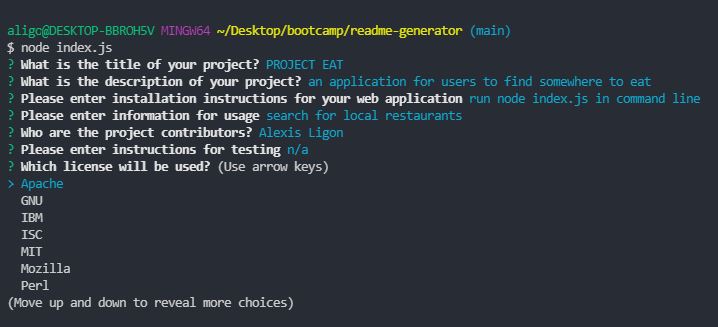 aligo@DESKTOP-BBROH5V MINGW64 ~/Desktop/bootcamp/readme-generator (main)
$ node index.js
? What is the title of your project? PROJECT EAT
? What is the description of your project? an application for users to find somewhere to eat
? Please enter installation instructions for your web application run node index.js in command line
? Please enter information for usage search for local restaurants
? Who are the project contributors? Alexis Ligon
? Please enter instructions for testing n/a
? Which license will be used? (Use arrow keys)
> Apache
GNU
IBM
ISC
MIT
Mozilla
Perl
(Move up and down to reveal more choices)